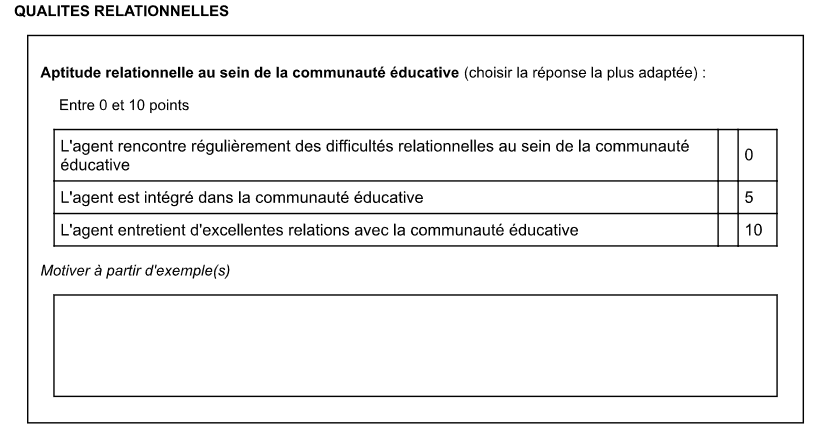 QUALITES RELATIONNELLES
Aptitude relationnelle au sein de la communauté éducative (choisir la réponse la plus adaptée) :
Entre 0 et 10 points
L'agent rencontre régulièrement des difficultés relationnelles au sein de la communauté
éducative
0
L'agent est intégré dans la communauté éducative
5
L'agent entretient d'excellentes relations avec la communauté éducative
10
Motiver à partir d'exemple(s)